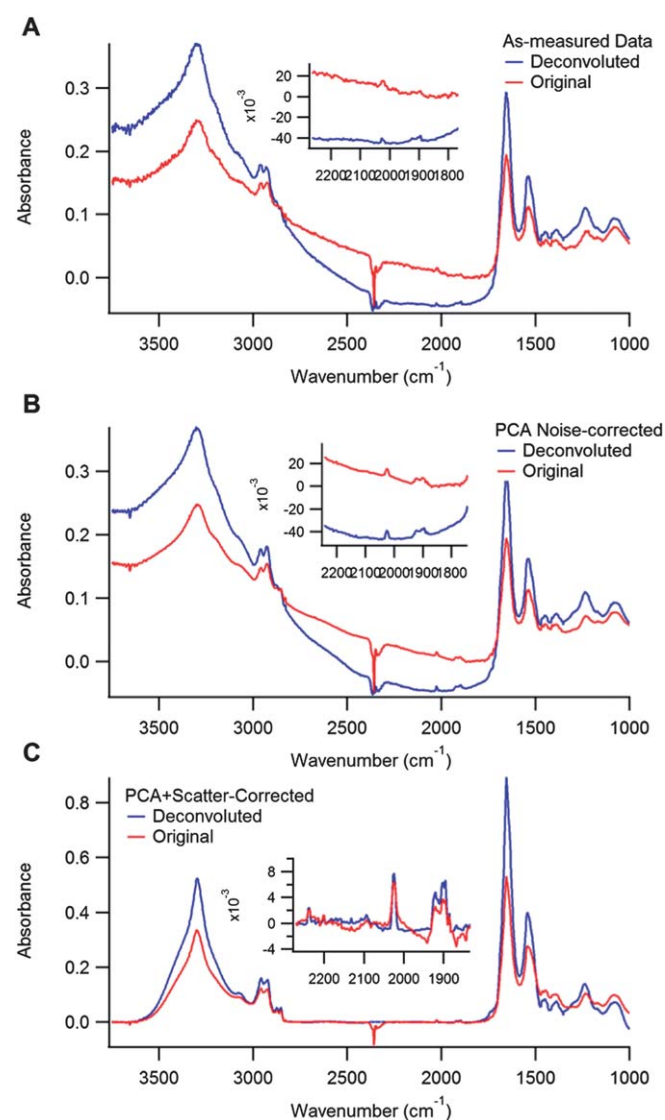 A
As-measured Data
Deconvoluted
Original
Absorbance
0.3
0.2
0.1
0.0
x10⁻³
20
0
-20
-40
2200 2100 2000 1900 1800
3500 3000 2500 2000 1500 1000
Wavenumber (cm⁻¹)
B
PCA Noise-corrected
Deconvoluted
Original
Absorbance
0.3
0.2
0.1
0.0
x10⁻³
20
0
-20
-40
2200 2100 2000 1900 1800
3500 3000 2500 2000 1500 1000
Wavenumber (cm⁻¹)
C
PCA+Scatter-Corrected
Deconvoluted
Original
Absorbance
0.8
0.6
0.4
0.2
0.0
x10⁻³
8
4
0
-4
2200 2100 2000 1900
3500 3000 2500 2000 1500 1000
Wavenumber (cm⁻¹)